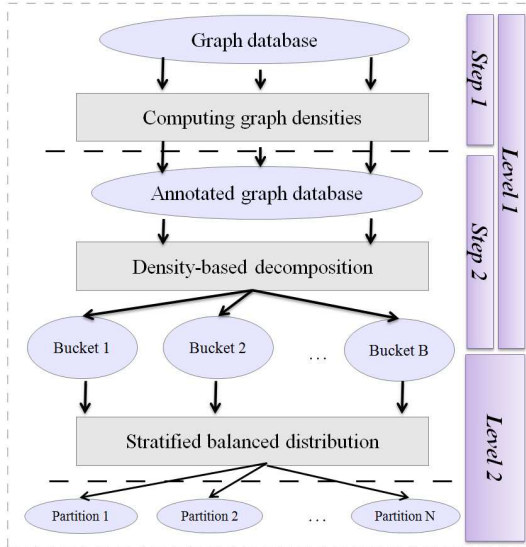 Graph database
Computing graph densities
Step 1
Annotated graph database
Level 1
Density-based decomposition
Step 2
Bucket 1
Bucket 2
...
Bucket B
Stratified balanced distribution
Level 2
Partition 1
Partition 2
...
Partition N